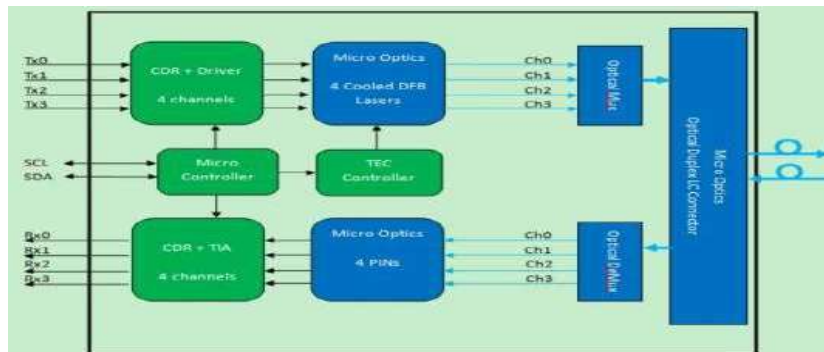 Tx0
Tx1
Tx2
Tx3
CDR + Driver
4 channels
Micro Optics
4 Cooled DFB
Lasers
Ch0
Ch1
Ch2
Ch3
Optical Mux
Micro Optics
Optical Duplex LC Connector
SCL
SDA
Micro
Controller
TEC
Controller
Rx0
Rx1
Rx2
Rx3
CDR + TIA
4 channels
Micro Optics
4 PINs
Ch0
Ch1
Ch2
Ch3
Optical DeMux